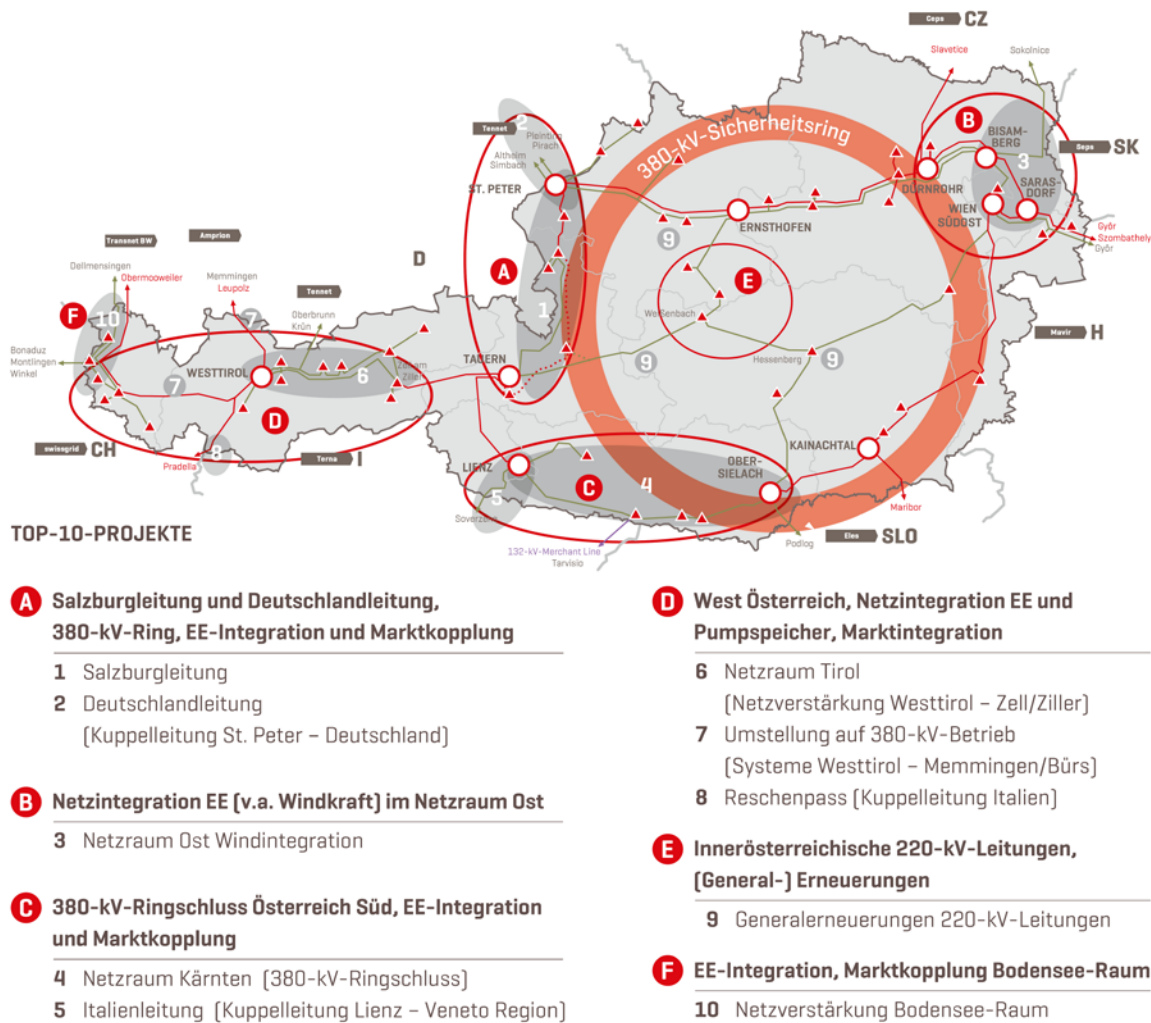 Ceps CZ
Slavetice
Sokolnice
380-kV-Sicherheitsring
B
BISAM-
BERG
3
Seps SK
SARAS-
DORF
DÜRNROHR
WIEN
SÜDOST
Győr
Szombathely
Győr
2
Tennet
Pleinting
Pirach
Altheim
Simbach
ST. PETER
9
ERNSTHOFEN
Transnet BW
Amprion
D
A
E
Dellmensingen
Obermooweiler
Memmingen
Leupolz
Tennet
F
10
7
Oberbrunn
Krün
1
Weißenbach
Mavir H
Bonaduz
Montlingen
Winkel
7
WESTTIROL
6
Zell am
Ziller
TAUERN
9
Hessenberg
9
D
swissgrid CH
8
Pradella
Terna I
LIENZ
C
4
OBER-
SIELACH
KAINACHTAL
5
Soverzene
Maribor
132-kV-Merchant Line
Tarvisio
Podlog
Eles SLO
TOP-10-PROJEKTE
A Salzburgleitung und Deutschlandleitung,
380-kV-Ring, EE-Integration und Marktkopplung
1 Salzburgleitung
2 Deutschlandleitung
(Kuppelleitung St. Peter – Deutschland)
B Netzintegration EE (v.a. Windkraft) im Netzraum Ost
3 Netzraum Ost Windintegration
C 380-kV-Ringschluss Österreich Süd, EE-Integration
und Marktkopplung
4 Netzraum Kärnten (380-kV-Ringschluss)
5 Italienleitung (Kuppelleitung Lienz – Veneto Region)
D West Österreich, Netzintegration EE und
Pumpspeicher, Marktintegration
6 Netzraum Tirol
(Netzverstärkung Westtirol – Zell/Ziller)
7 Umstellung auf 380-kV-Betrieb
(Systeme Westtirol – Memmingen/Bürs)
8 Reschenpass (Kuppelleitung Italien)
E Innerösterreichische 220-kV-Leitungen,
(General-) Erneuerungen
9 Generalerneuerungen 220-kV-Leitungen
F EE-Integration, Marktkopplung Bodensee-Raum
10 Netzverstärkung Bodensee-Raum